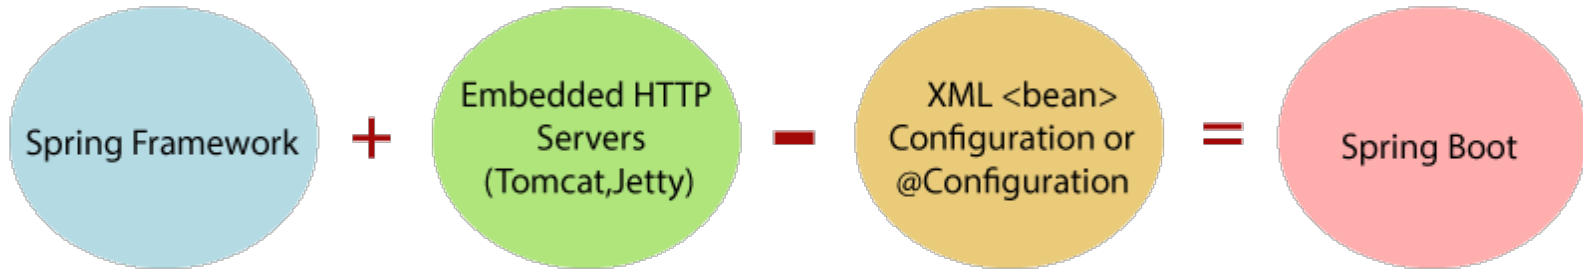 Spring Framework
+
Embedded HTTP
Servers
(Tomcat,Jetty)
-
XML <bean>
Configuration or
@Configuration
=
Spring Boot